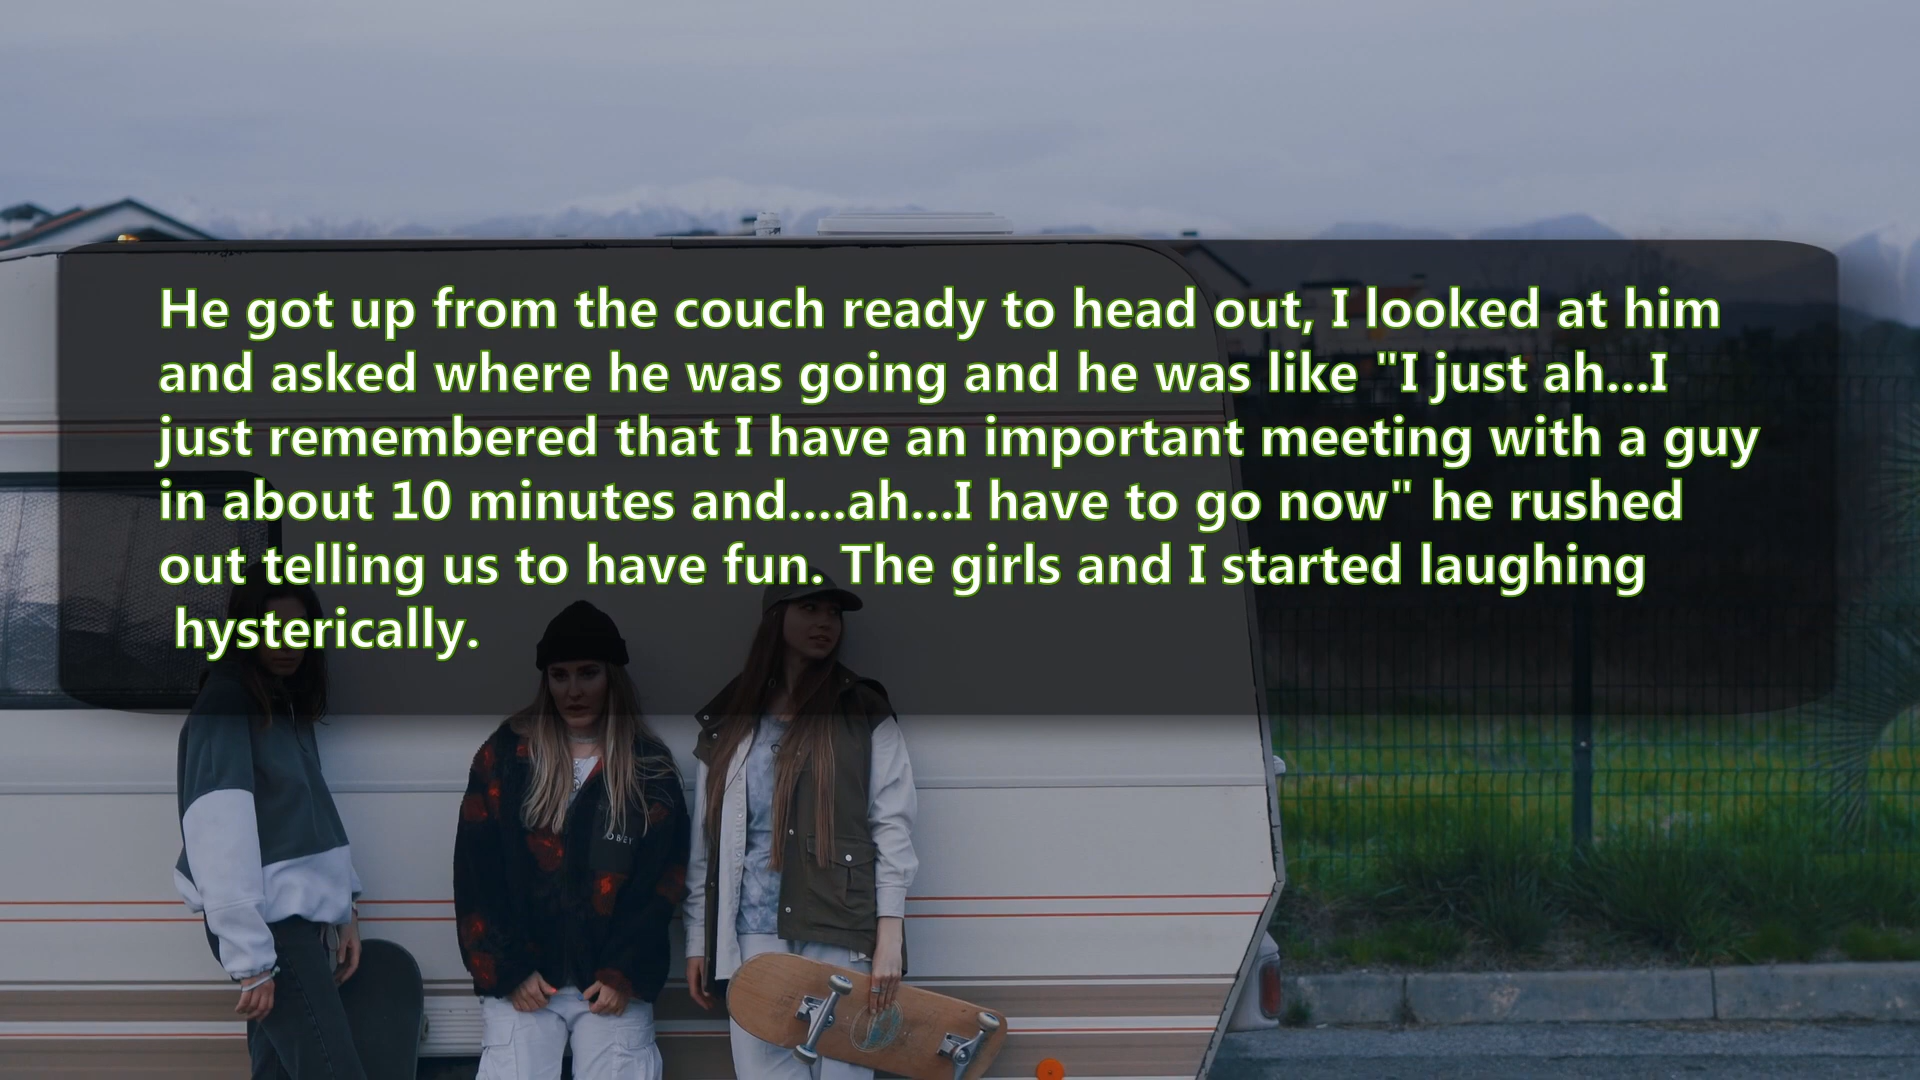 He got up from the couch ready to head out, I looked at him
and asked where he was going and he was like "I just ah...I
just remembered that I have an important meeting with a guy
in about 10 minutes and....ah...I have to go now" he rushed
out telling us to have fun. The girls and I started laughing
hysterically.
OBEY